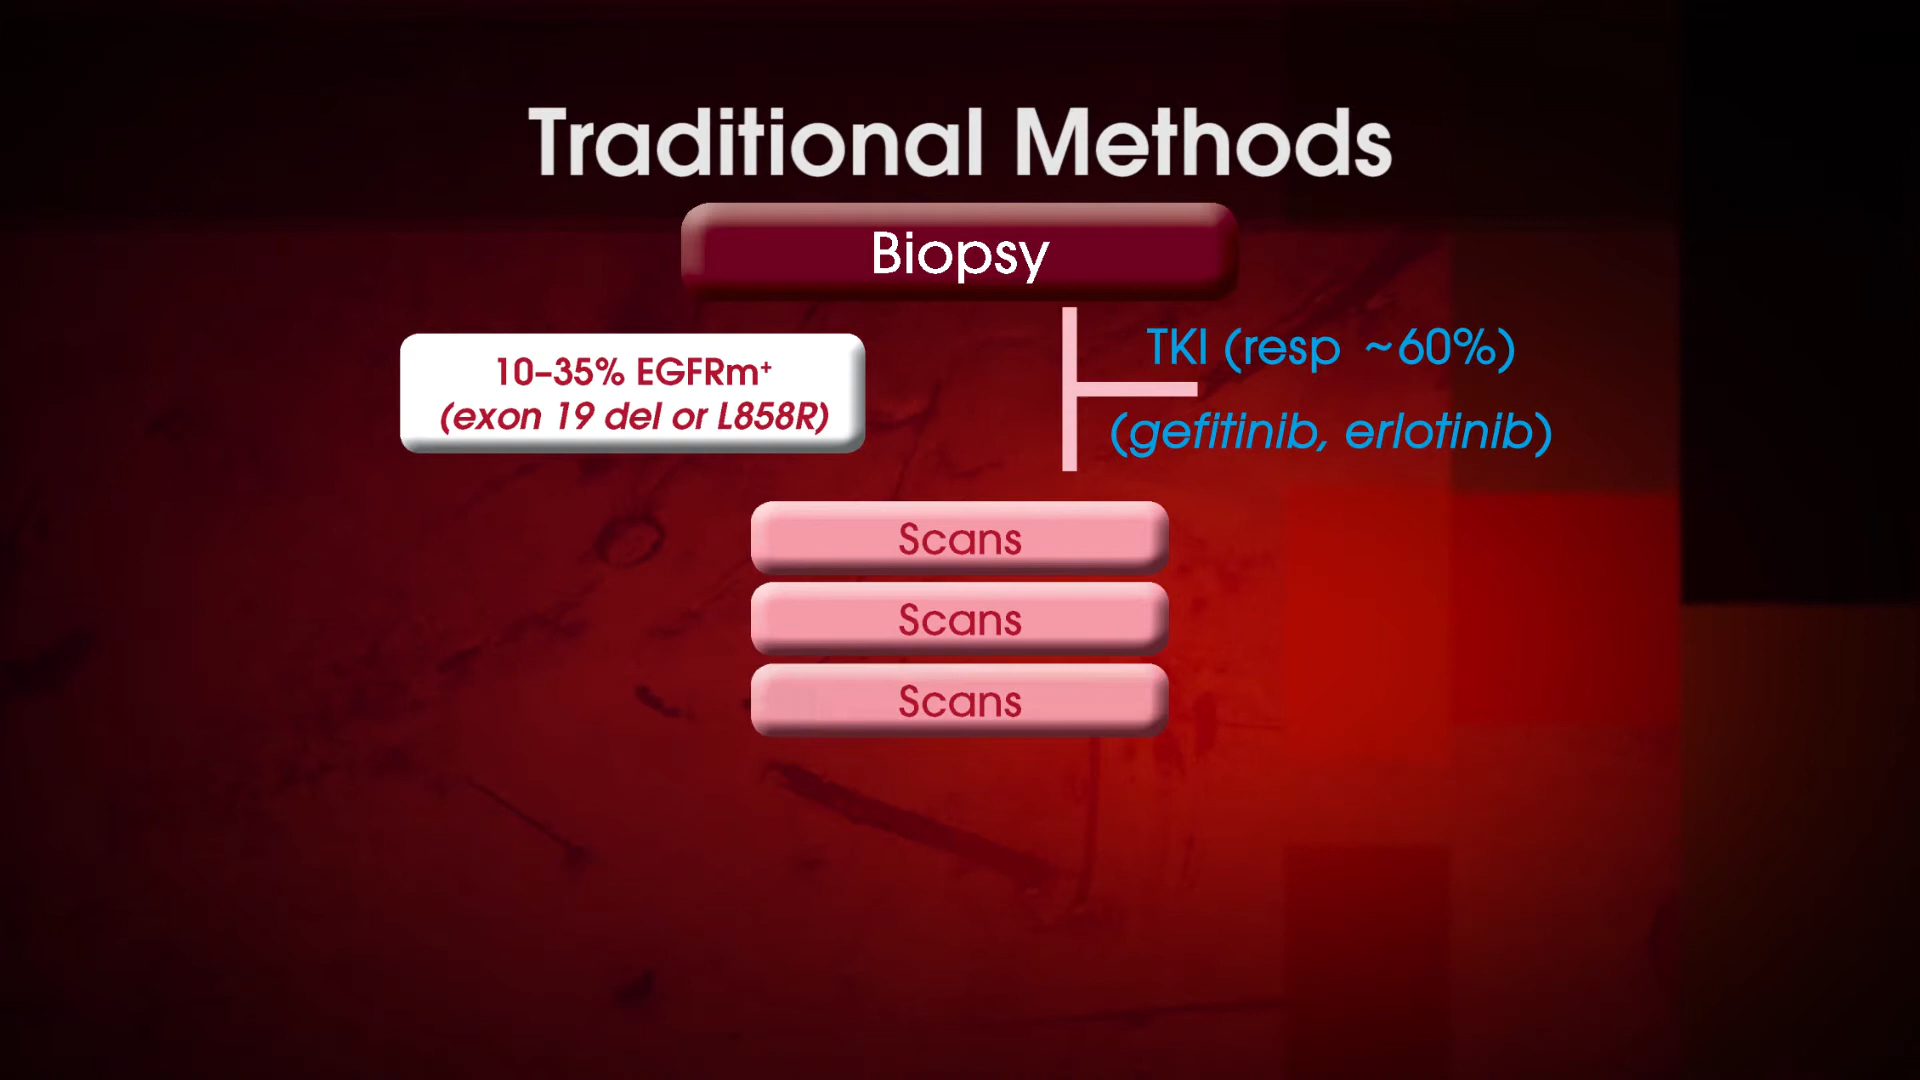 Traditional Methods
Biopsy
10–35% EGFRm⁺
(exon 19 del or L858R)
TKI (resp ~60%)
(gefitinib, erlotinib)
Scans
Scans
Scans